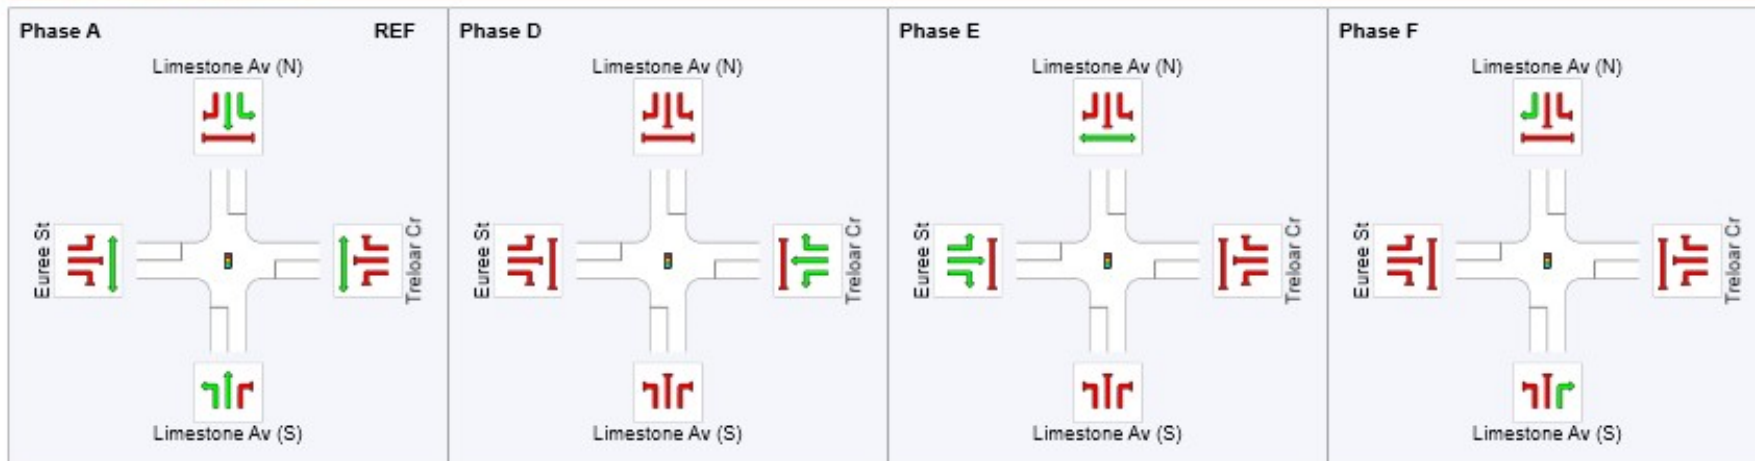 Phase A REF
Limestone Av (N)
Euree St
Treloar Cr
Limestone Av (S)
Phase D
Limestone Av (N)
Euree St
Treloar Cr
Limestone Av (S)
Phase E
Limestone Av (N)
Euree St
Treloar Cr
Limestone Av (S)
Phase F
Limestone Av (N)
Euree St
Treloar Cr
Limestone Av (S)